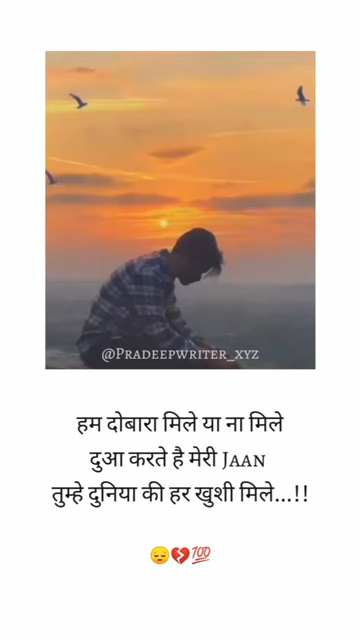 @Pradeepwriter_xyz
हम दोबारा मिले या ना मिले
दुआ करते है मेरी Jaan
तुम्हे दुनिया की हर खुशी मिले...!!
😔💔💯